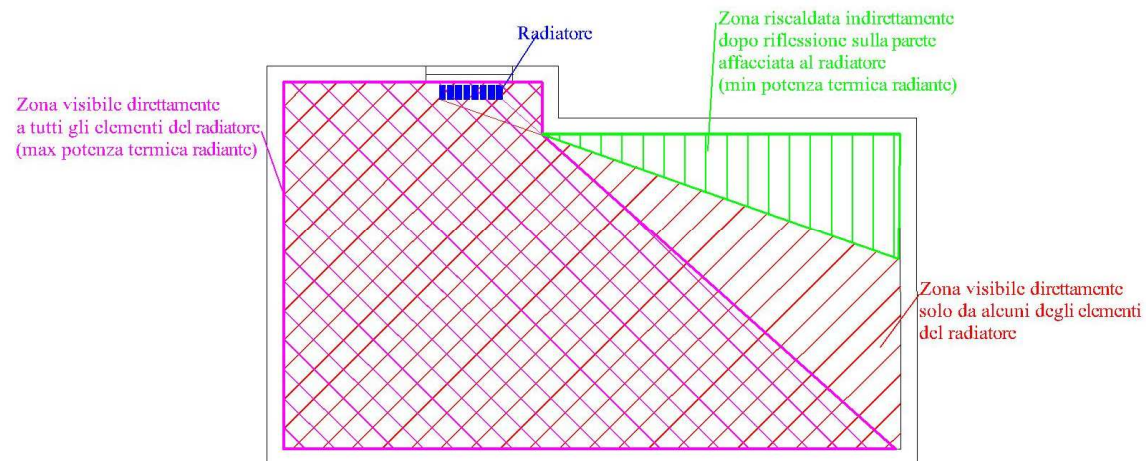 Zona riscaldata indirettamente
dopo riflessione sulla parete
affacciata al radiatore
(min potenza termica radiante)
Radiatore
Zona visibile direttamente
a tutti gli elementi del radiatore
(max potenza termica radiante)
Zona visibile direttamente
solo da alcuni degli elementi
del radiatore